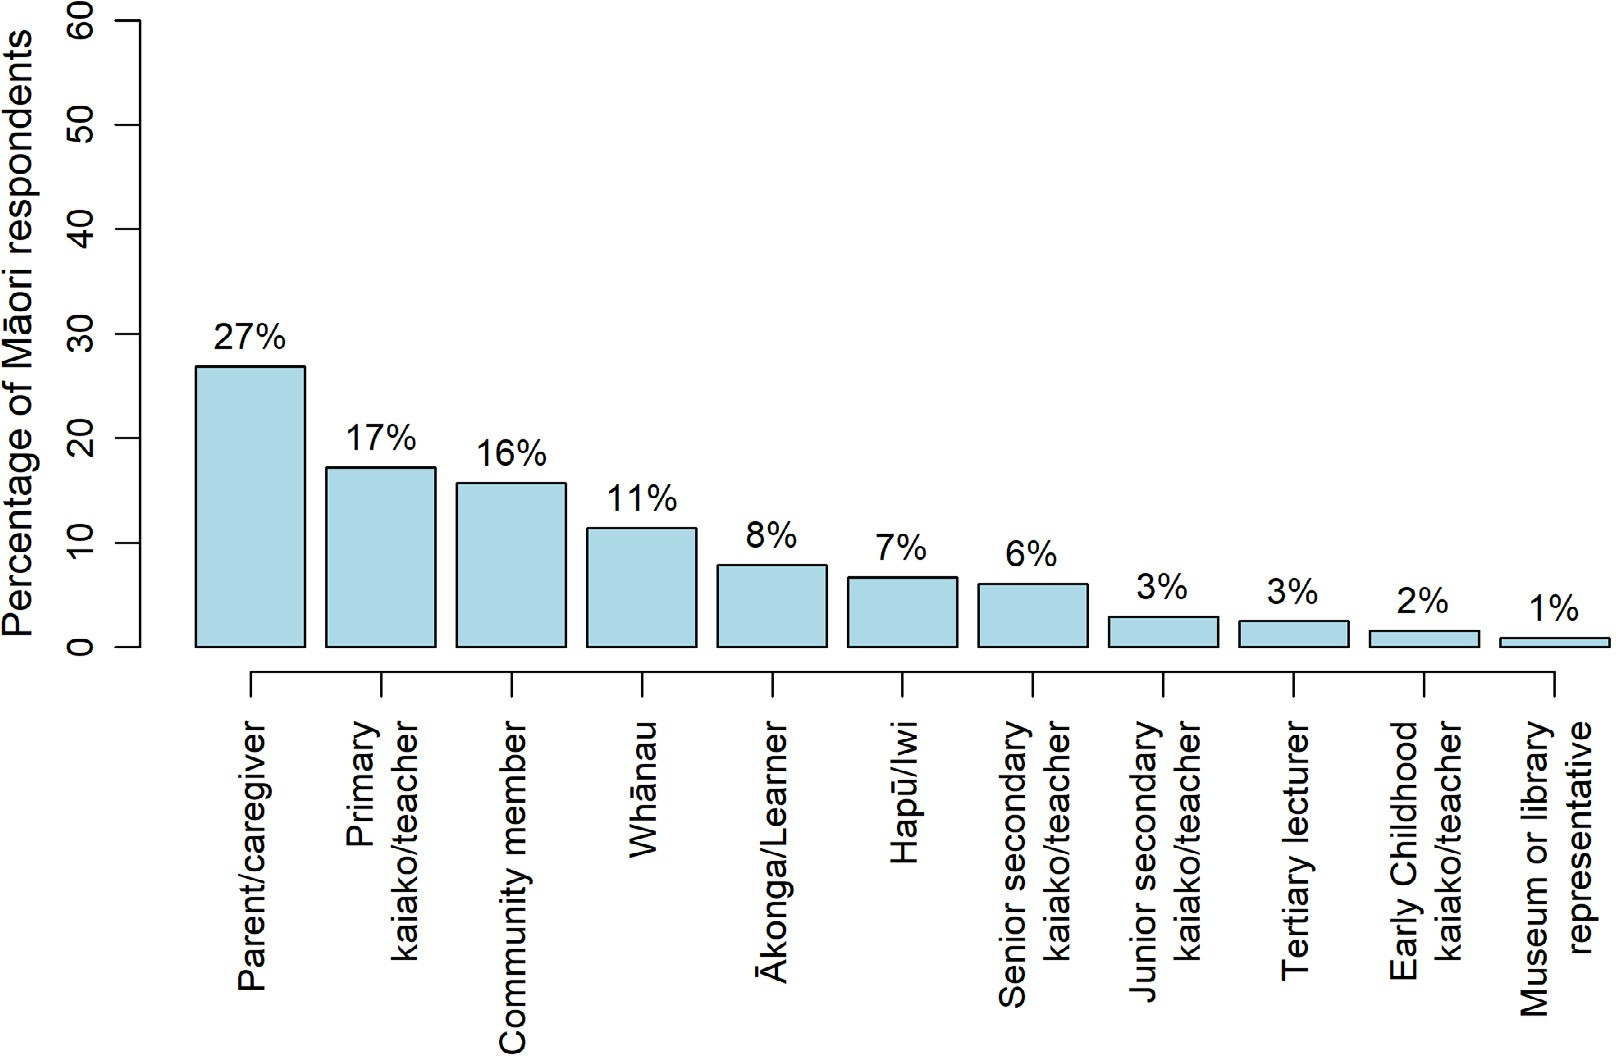 Percentage of Māori respondents
60
50
40
30
20
10
0
27%
17%
16%
11%
8%
7%
6%
3%
3%
2%
1%
Parent/caregiver
Primary
kaiako/teacher
Community member
Whānau
Ākonga/Learner
Hapū/Iwi
Senior secondary
kaiako/teacher
Junior secondary
kaiako/teacher
Tertiary lecturer
Early Childhood
kaiako/teacher
Museum or library
representative